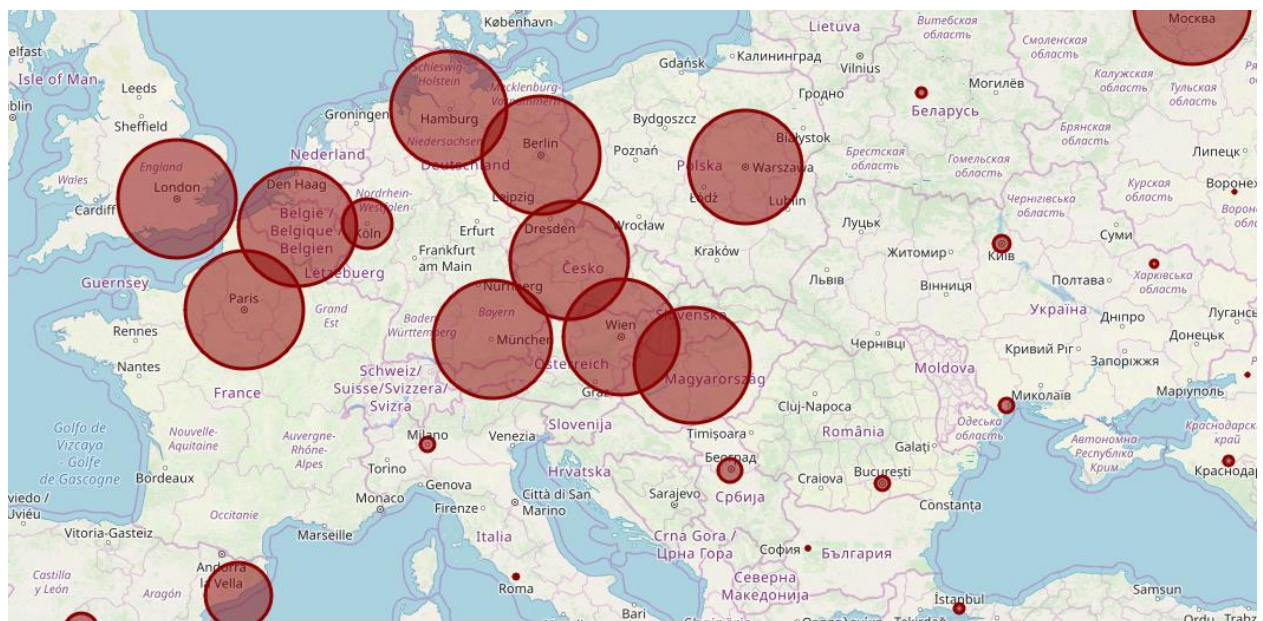 København
Москва
Lietuva
Витебская
область
elfast
Смоленская
область
Schleswig-
Holstein
Isle of Man
Leeds
Gdańsk
Калининград
Vilnius
Калужская
область
Могилёв
Mecklenburg-
Vorpommern
Тульская
область
Гродно
Беларусь
Groningen
Hamburg
Bydgoszcz
Sheffield
Białystok
Брянская
область
Niedersachsen
Berlin
Nederland
Poznań
Брестская
область
Гомельская
область
Липецк
England
Deutschland
Polska
Warszawa
Wales
London
Den Haag
Nordrhein-
Westfalen
Leipzig
Łódź
Lublin
Курская
область
Воронеж
Чернігівська
область
Cardiff
België /
Belgique /
Belgien
Köln
Erfurt
Dresden
Wrocław
Луцьк
Суми
Frankfurt
am Main
Kraków
Житомир
Київ
Česko
Lëtzebuerg
Львів
Вінниця
Полтава
Харківська
область
Guernsey
Nürnberg
Paris
Grand
Est
Bayern
Україна
Дніпро
Rennes
Baden-
Württemberg
Wien
Slovensko
München
Чернівці
Кривий Ріг
Донецьк
Запоріжжя
Nantes
Österreich
Moldova
Schweiz/
Suisse/Svizzera/
Svizra
Magyarország
France
Graz
Миколаїв
Маріуполь
Cluj-Napoca
Slovenija
Одеська
область
Golfo de
Vizcaya
- Golfe
de Gascogne
Nouvelle-
Aquitaine
Auvergne-
Rhône-
Alpes
Milano
Venezia
Timișoara
România
Galați
Автономна
Республіка
Крим
Краснодарский
край
Torino
Београд
Bordeaux
Hrvatska
Craiova
București
Краснодар
Genova
Città di San
Marino
Sarajevo
Србија
Monaco
Firenze
Constanța
Occitanie
Vitoria-Gasteiz
Marseille
Italia
Crna Gora /
Црна Гора
София
България
Andorra
la Vella
Castilla
y León
Aragón
Roma
Северна
Македонија
Samsun
İstanbul
Bari